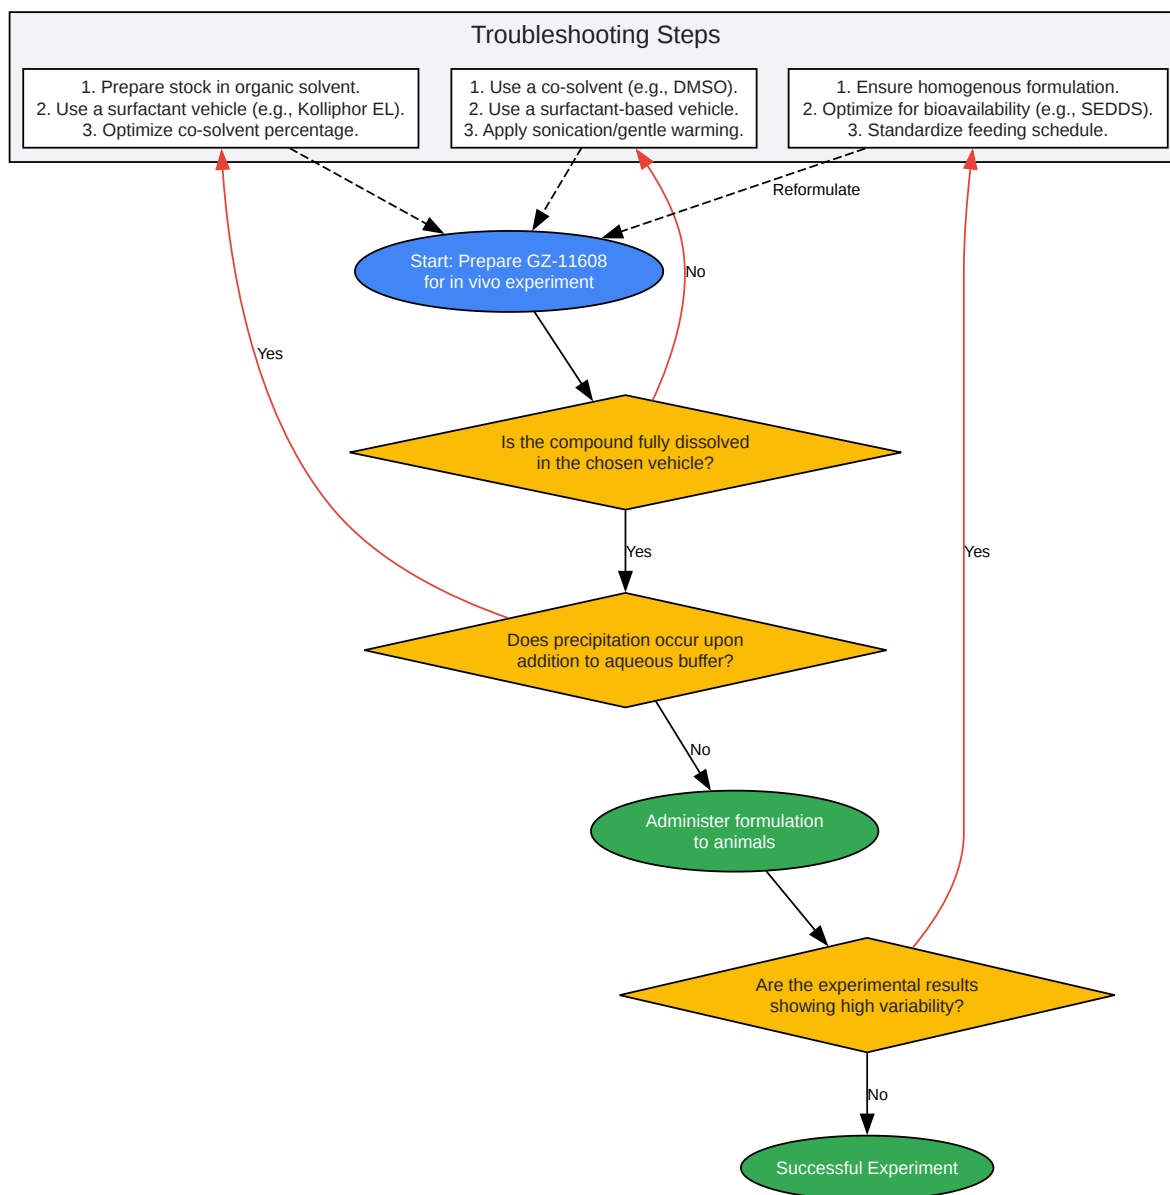 Troubleshooting Steps
1. Prepare stock in organic solvent.
2. Use a surfactant vehicle (e.g., Kolliphor EL).
3. Optimize co-solvent percentage.
1. Use a co-solvent (e.g., DMSO).
2. Use a surfactant-based vehicle.
3. Apply sonication/gentle warming.
1. Ensure homogenous formulation.
2. Optimize for bioavailability (e.g., SEDDS).
3. Standardize feeding schedule.
Reformulate
Start: Prepare GZ-11608
for in vivo experiment
No
Yes
Is the compound fully dissolved
in the chosen vehicle?
Yes
Yes
Does precipitation occur upon
addition to aqueous buffer?
No
Administer formulation
to animals
Are the experimental results
showing high variability?
No
Successful Experiment